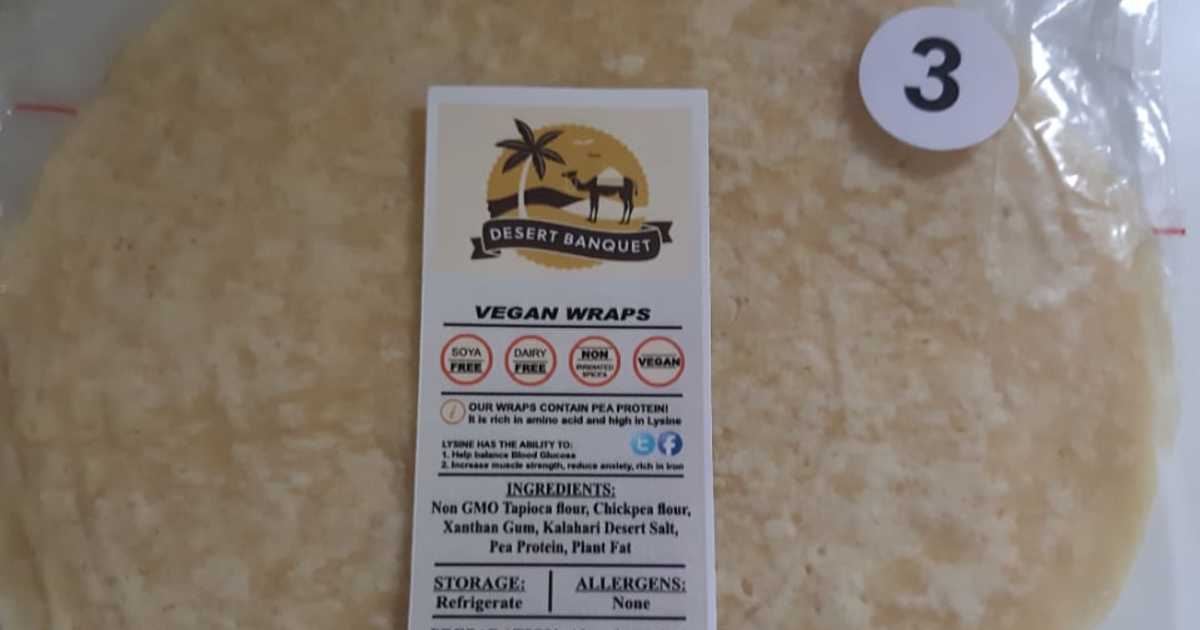 3
DESERT BANQUET
VEGAN WRAPS
SOYA
FREE
DAIRY
FREE
NON
IRRADIATED
SPICES
VEGAN
i OUR WRAPS CONTAIN PEA PROTEIN!
It is rich in amino acid and high in Lysine
LYSINE HAS THE ABILITY TO:
1. Help balance Blood Glucose
2. Increase muscle strength, reduce anxiety, rich in iron
INGREDIENTS:
Non GMO Tapioca flour, Chickpea flour,
Xanthan Gum, Kalahari Desert Salt,
Pea Protein, Plant Fat
STORAGE:
Refrigerate
ALLERGENS:
None